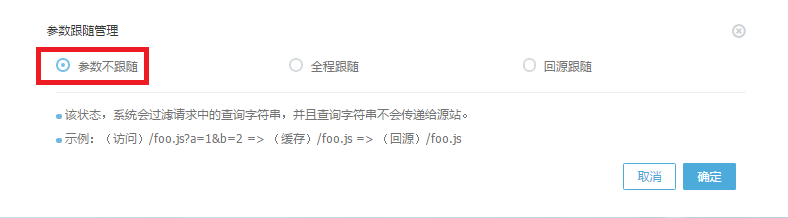 参数跟随管理
参数不跟随 全程跟随 回源跟随
该状态，系统会过滤请求中的查询字符串，并且查询字符串不会传递给源站。
示例：（访问）/foo.js?a=1&b=2 => （缓存）/foo.js => （回源）/foo.js
取消 确定